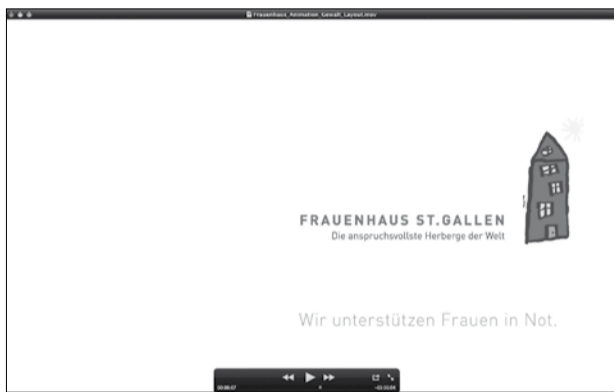 Frauenhaus_Animation_Gewalt_Layout.mov
FRAUENHAUS ST.GALLEN
Die anspruchsvollste Herberge der Welt
Wir unterstützen Frauen in Not.